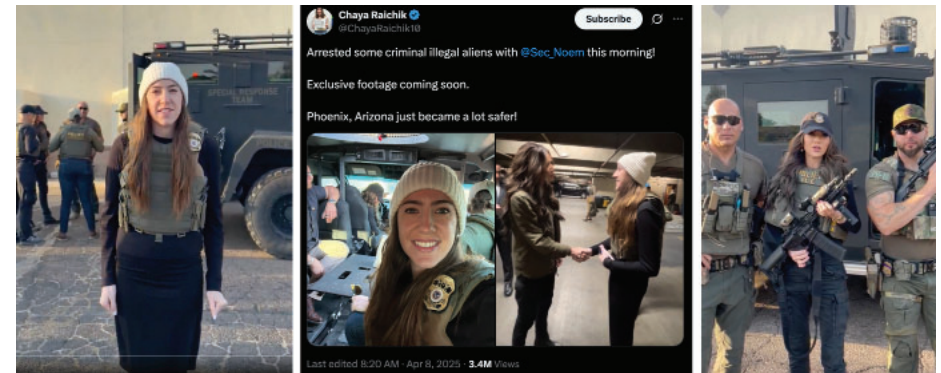 SPECIAL RESPONSE
TEAM
Chaya Raichik
@ChayaRaichik10
Subscribe
Arrested some criminal illegal aliens with @Sec_Noem this morning!
Exclusive footage coming soon.
Phoenix, Arizona just became a lot safer!
Last edited 8:20 AM · Apr 8, 2025 · 3.4M Views